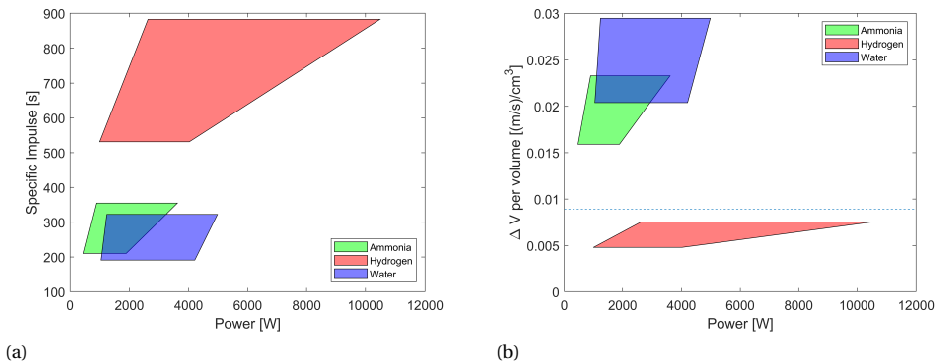 900
800
700
600
500
400
300
200
100
Specific Impulse [s]
0 2000 4000 6000 8000 10000 12000
Power [W]
Ammonia
Hydrogen
Water
(a)
0.03
0.025
0.02
0.015
0.01
0.005
0
Δ V per volume [(m/s)/cm³]
0 2000 4000 6000 8000 10000 12000
Power [W]
Ammonia
Hydrogen
Water
(b)